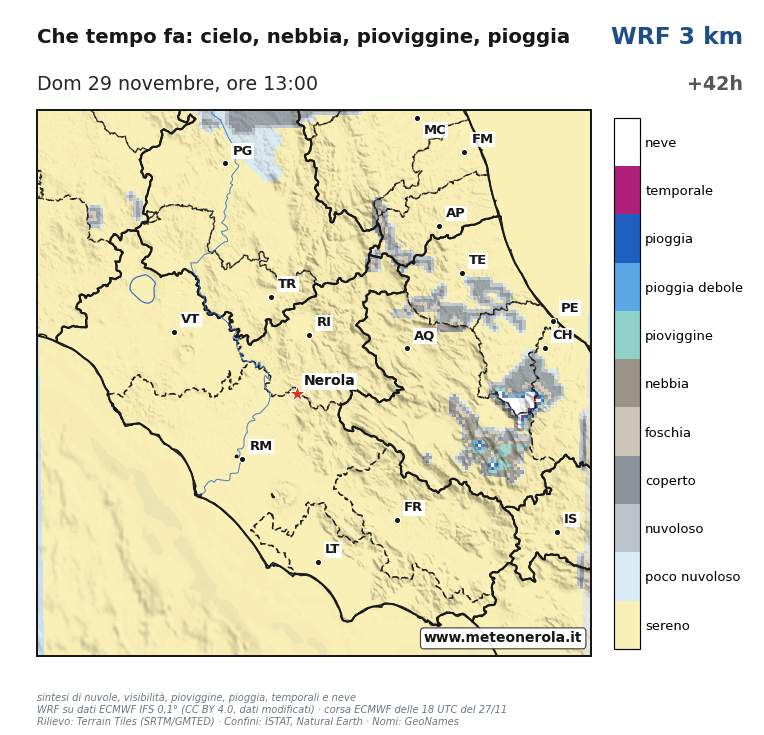 Che tempo fa: cielo, nebbia, pioviggine, pioggia
WRF 3 km
Dom 29 novembre, ore 13:00
+42h
MC
FM
PG
AP
TE
TR
PE
VT
RI
AQ
CH
Nerola
RM
FR
IS
LT
www.meteonerola.it
neve
temporale
pioggia
pioggia debole
pioviggine
nebbia
foschia
coperto
nuvoloso
poco nuvoloso
sereno
sintesi di nuvole, visibilità, pioviggine, pioggia, temporali e neve
WRF su dati ECMWF IFS 0,1° (CC BY 4.0, dati modificati) · corsa ECMWF delle 18 UTC del 27/11
Rilievo: Terrain Tiles (SRTM/GMTED) · Confini: ISTAT, Natural Earth · Nomi: GeoNames